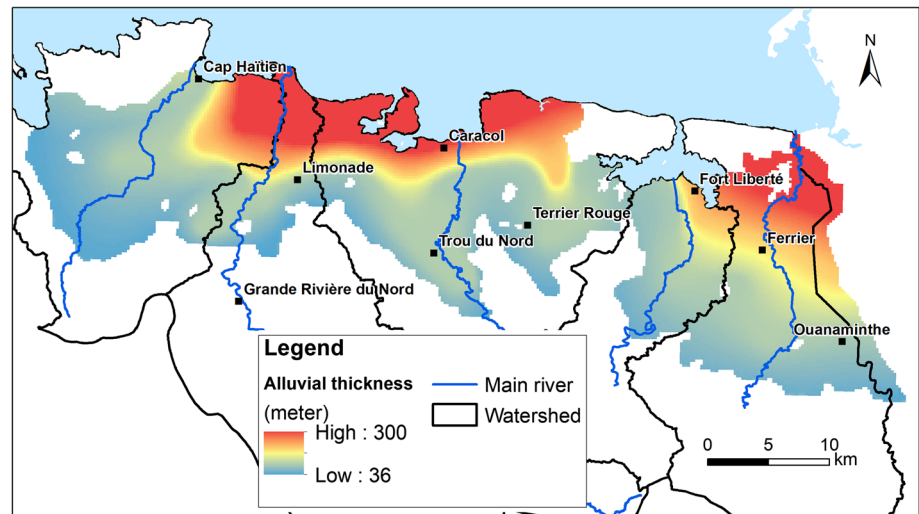 N
Cap Haïtien
Caracol
Limonade
Fort Liberté
Terrier Rouge
Trou du Nord
Ferrier
Grande Rivière du Nord
Ouanaminthe
Legend
Alluvial thickness
(meter)
High : 300
Low : 36
Main river
Watershed
0 5 10
km